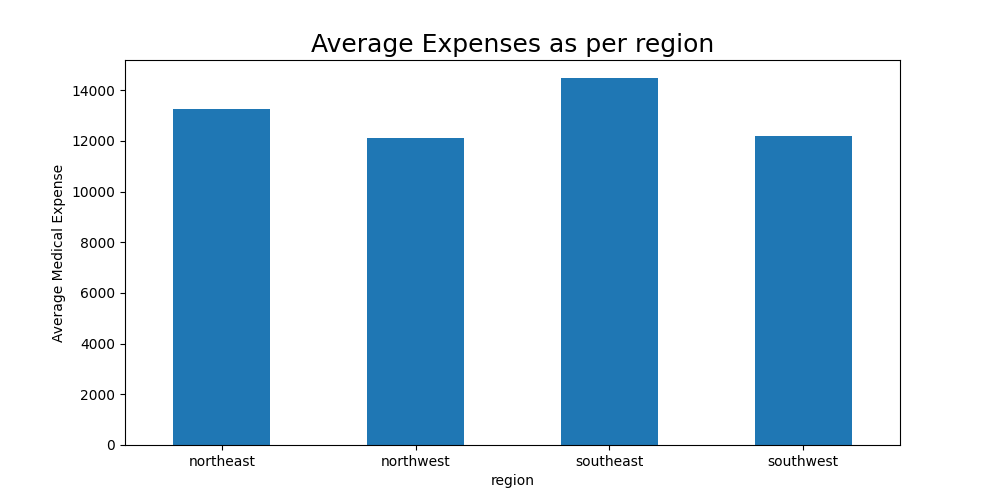 Average Expenses as per region
Average Medical Expense
14000
12000
10000
8000
6000
4000
2000
0
northeast northwest southeast southwest
region